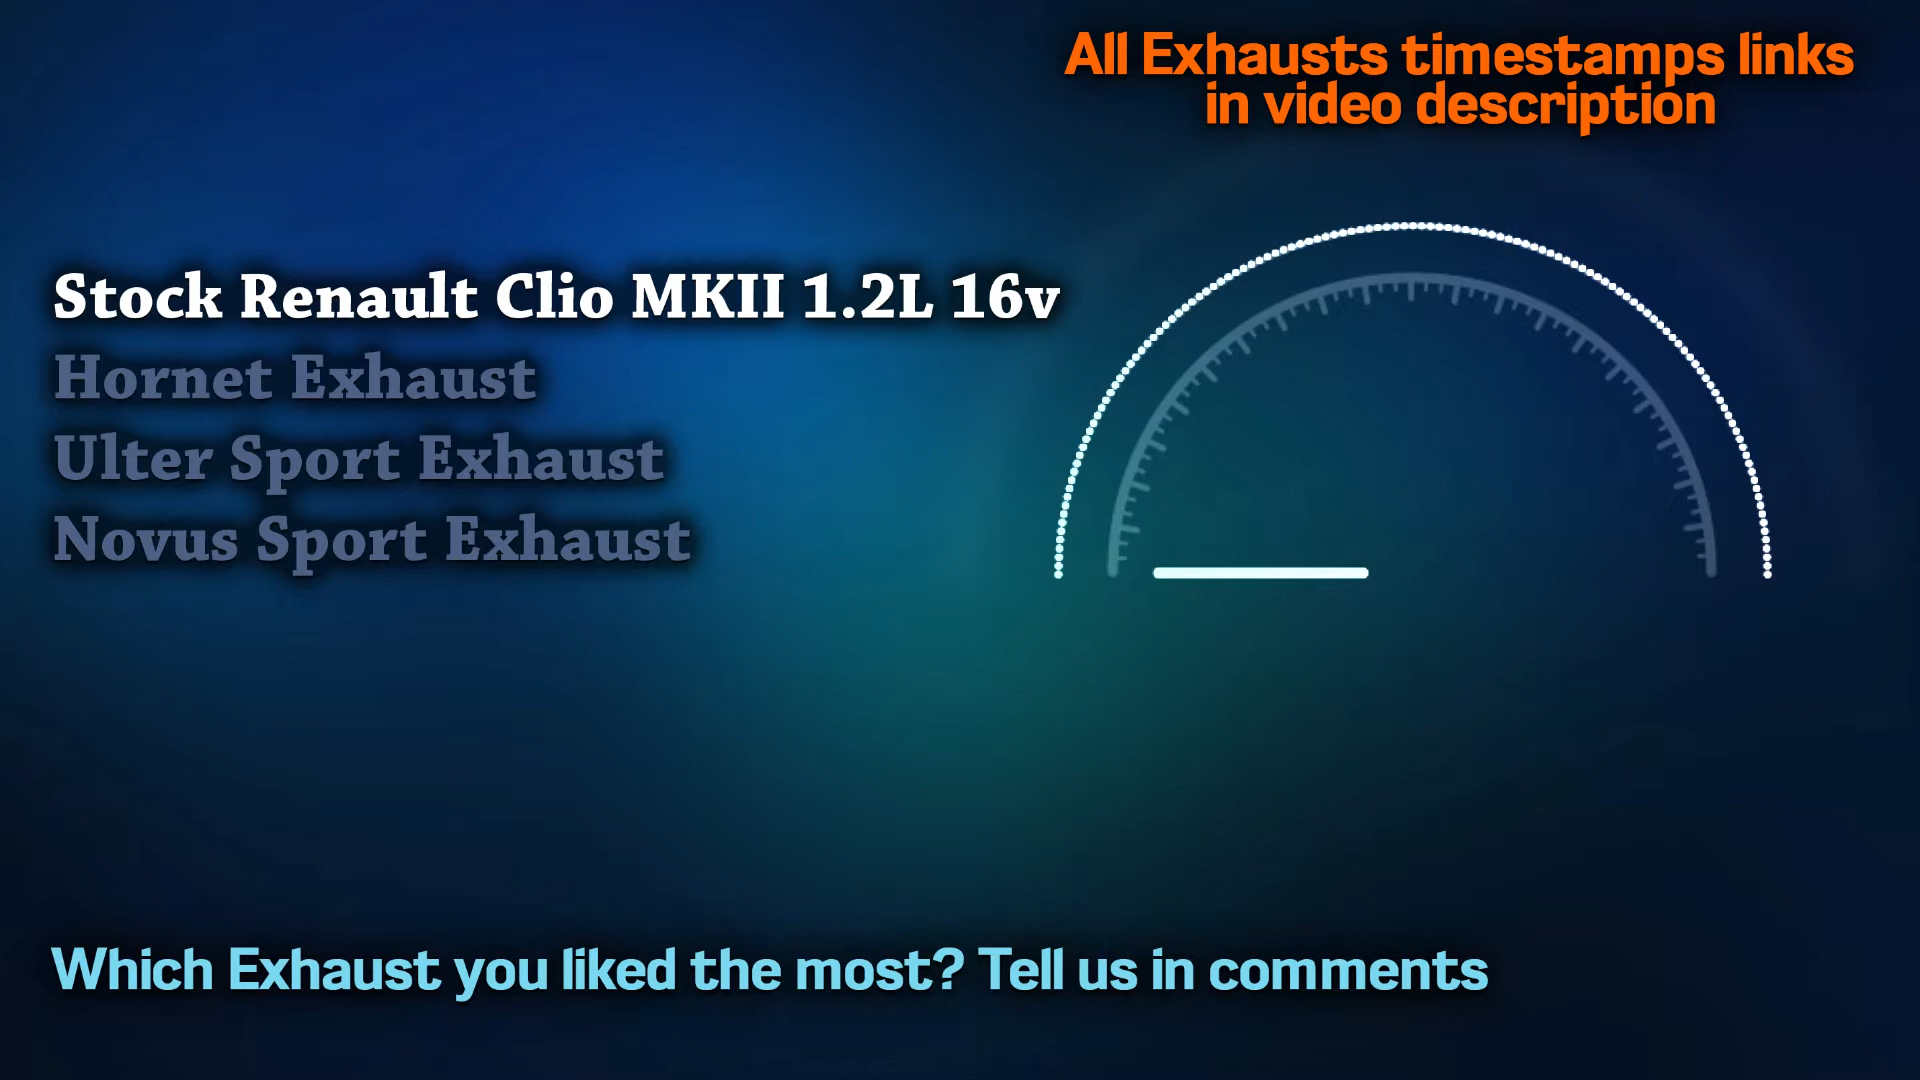 All Exhausts timestamps links
in video description
Stock Renault Clio MKII 1.2L 16v
Hornet Exhaust
Ulter Sport Exhaust
Novus Sport Exhaust
Which Exhaust you liked the most? Tell us in comments